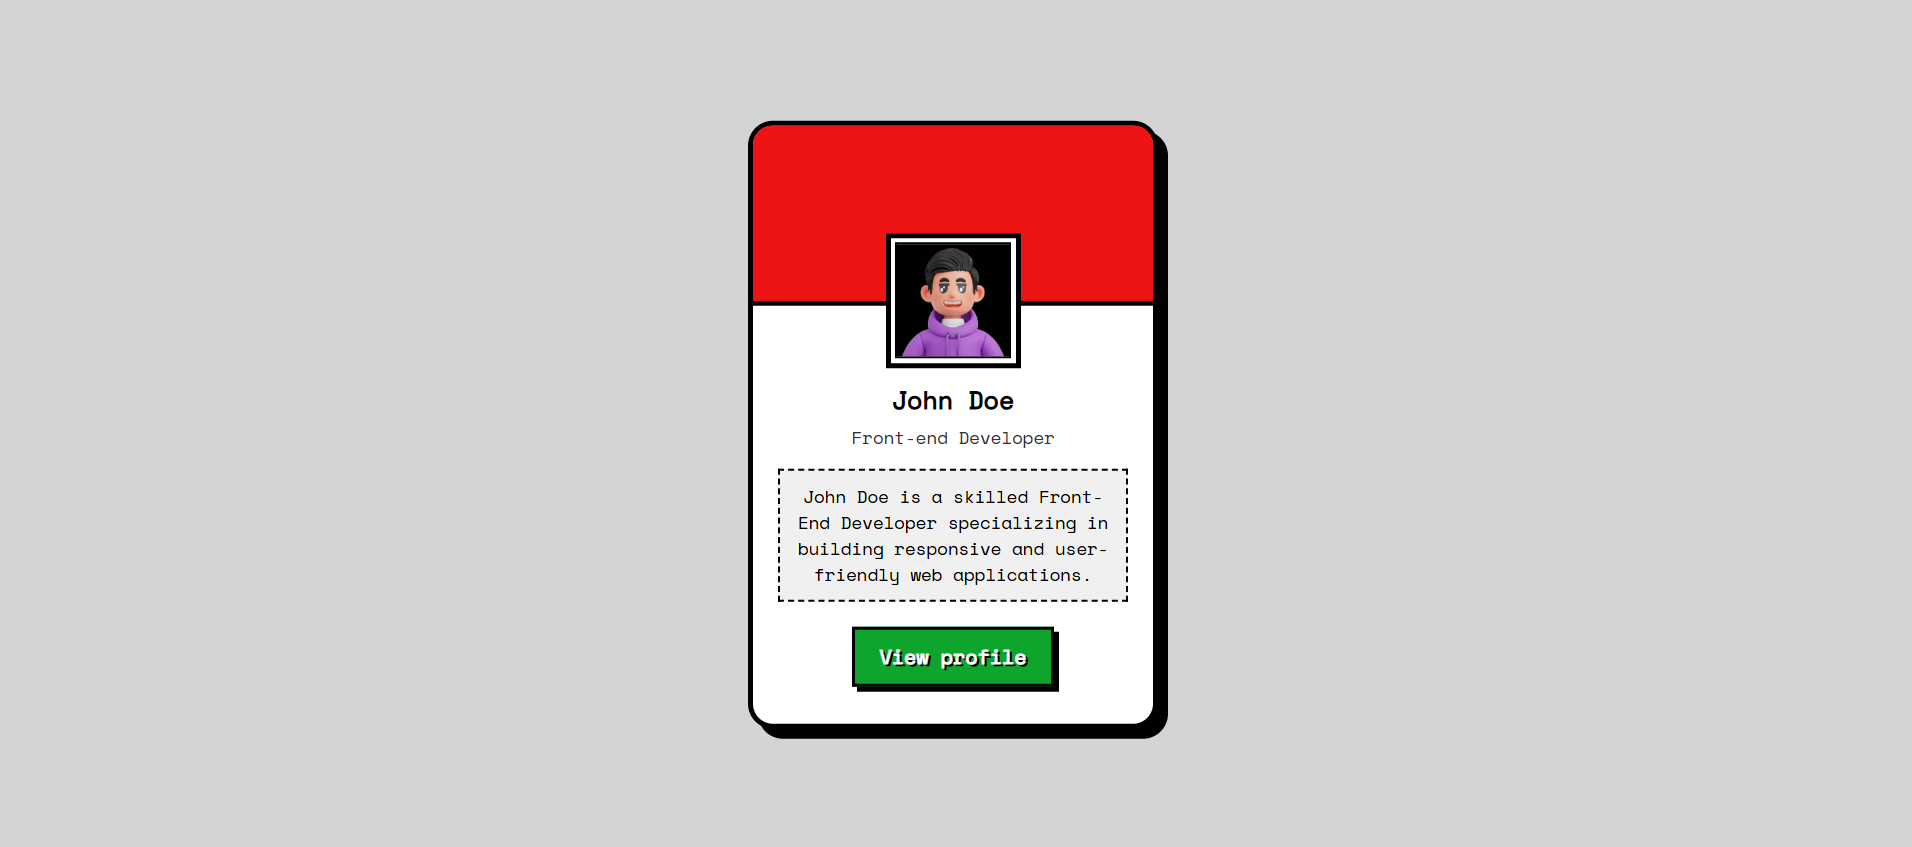 John Doe
Front-end Developer
John Doe is a skilled Front-
End Developer specializing in
building responsive and user-
friendly web applications.
View profile